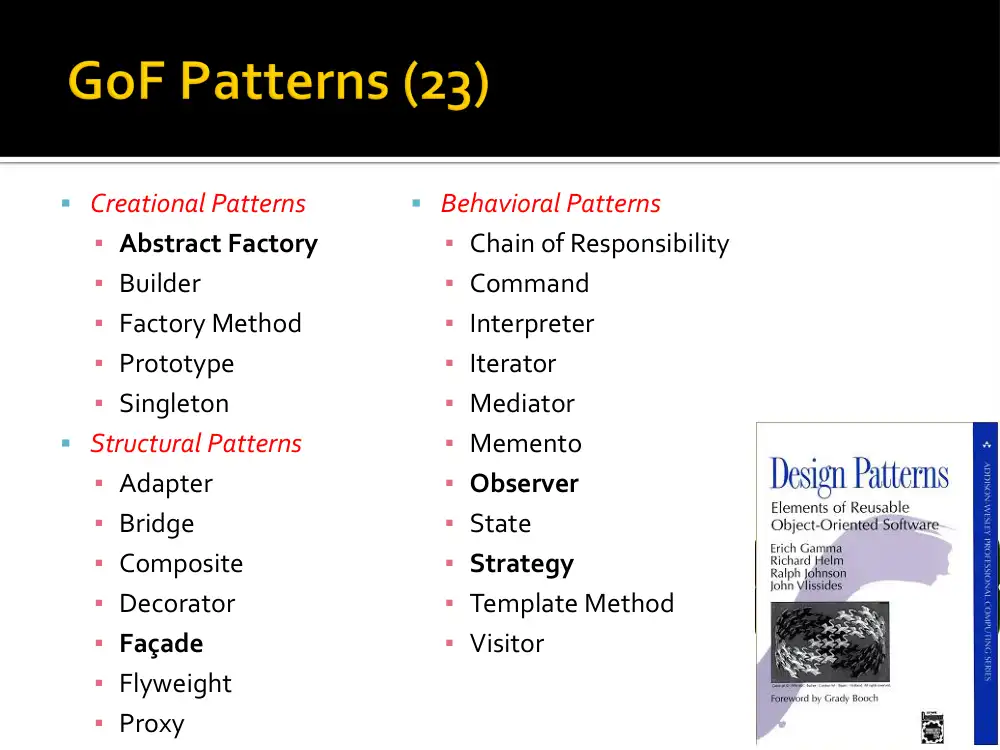 GoF Patterns (23)
Creational Patterns
Abstract Factory
Builder
Factory Method
Prototype
Singleton
Structural Patterns
Adapter
Bridge
Composite
Decorator
Façade
Flyweight
Proxy
Behavioral Patterns
Chain of Responsibility
Command
Interpreter
Iterator
Mediator
Memento
Observer
State
Strategy
Template Method
Visitor
Design Patterns
Elements of Reusable
Object-Oriented Software
Erich Gamma
Richard Helm
Ralph Johnson
John Vlissides
Foreword by Grady Booch
ADDISON-WESLEY PROFESSIONAL COMPUTING SERIES